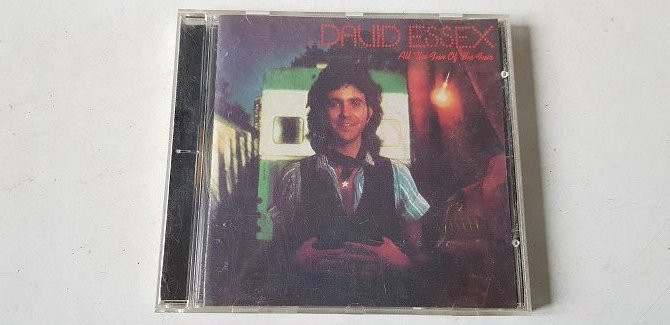 DAVID ESSEX
All The Fun Of The Fair